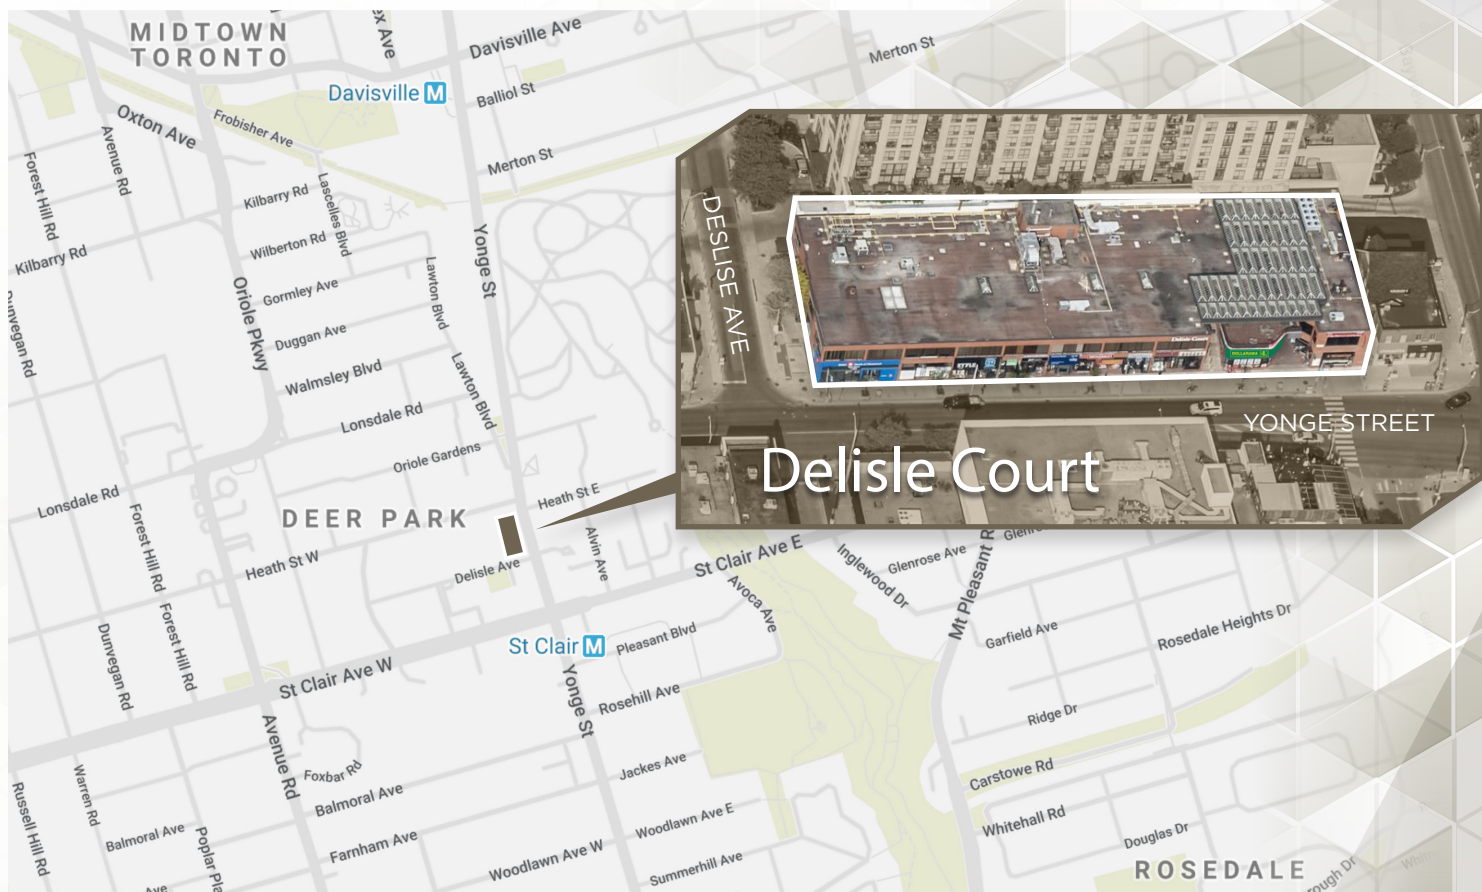 MIDTOWN
TORONTO
Davisville Ave
Merton St
Davisville M
Balliol St
Oxton Ave
Frobisher Ave
Avenue Rd
Merton St
Forest Hill Rd
Kilbarry Rd
Lascelles Blvd
Kilbarry Rd
Wilberton Rd
Yonge St
Gormley Ave
Lawton Blvd
Oriole Pkwy
Duggan Ave
Walmsley Blvd
Lawton Blvd
Lonsdale Rd
Oriole Gardens
Lonsdale Rd
Forest Hill Rd
DEER PARK
Heath St E
Heath St W
Delisle Ave
Alvin Ave
St Clair Ave E
Inglewood Dr
Glenrose Ave
Mt Pleasant R
Avoca Ave
Garfield Ave
Rosedale Heights Dr
Dunvegan Rd
Forest Hill Rd
St Clair M
Pleasant Blvd
St Clair Ave W
Yonge St
Rosehill Ave
Ridge Dr
Avenue Rd
Foxbar Rd
Jackes Ave
Carstowe Rd
Warren Rd
Russell Hill Rd
Balmoral Ave
Balmoral Ave
Farnham Ave
Woodlawn Ave E
Whitehall Rd
Douglas Dr
Woodlawn Ave W
Summerhill Ave
ROSEDALE
DESLISE AVE
Delisle Court
DOLLARAMA
STYLE
YONGE STREET
Delisle Court